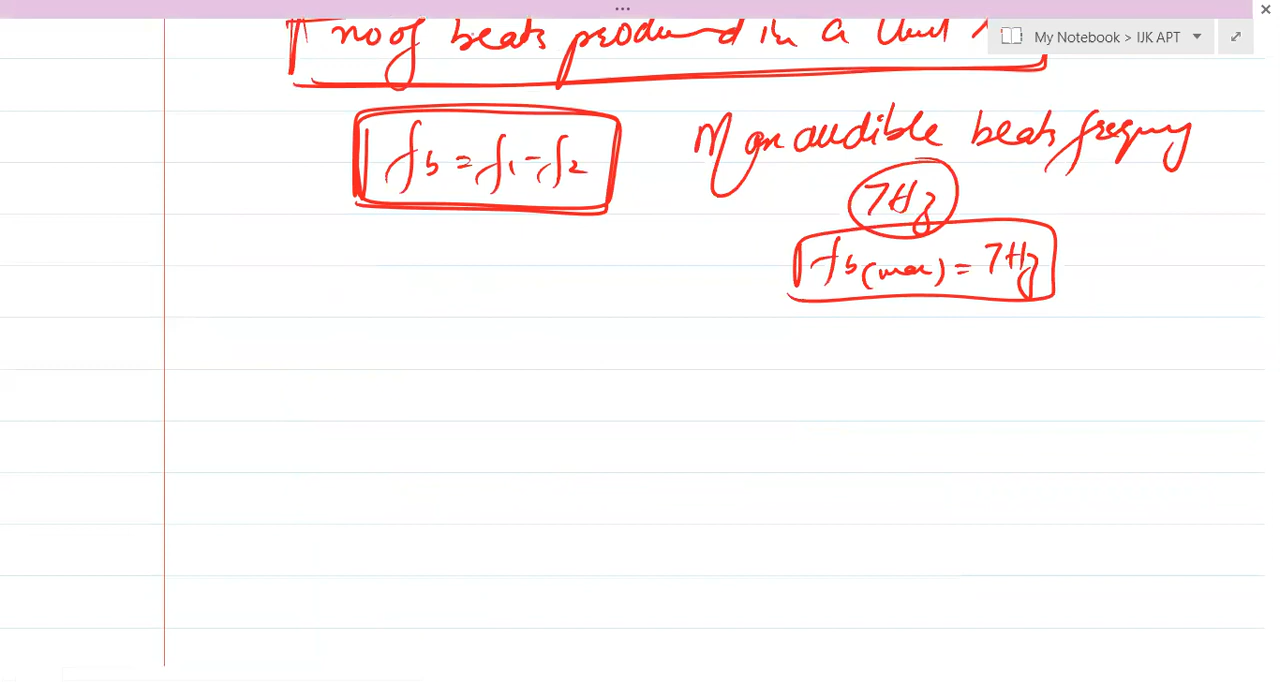 ...
no of beats produced in a Unit
My Notebook > IJK APT
fb = f1 - f2
Max audible beats frequency
7Hz
fb(max) = 7Hz